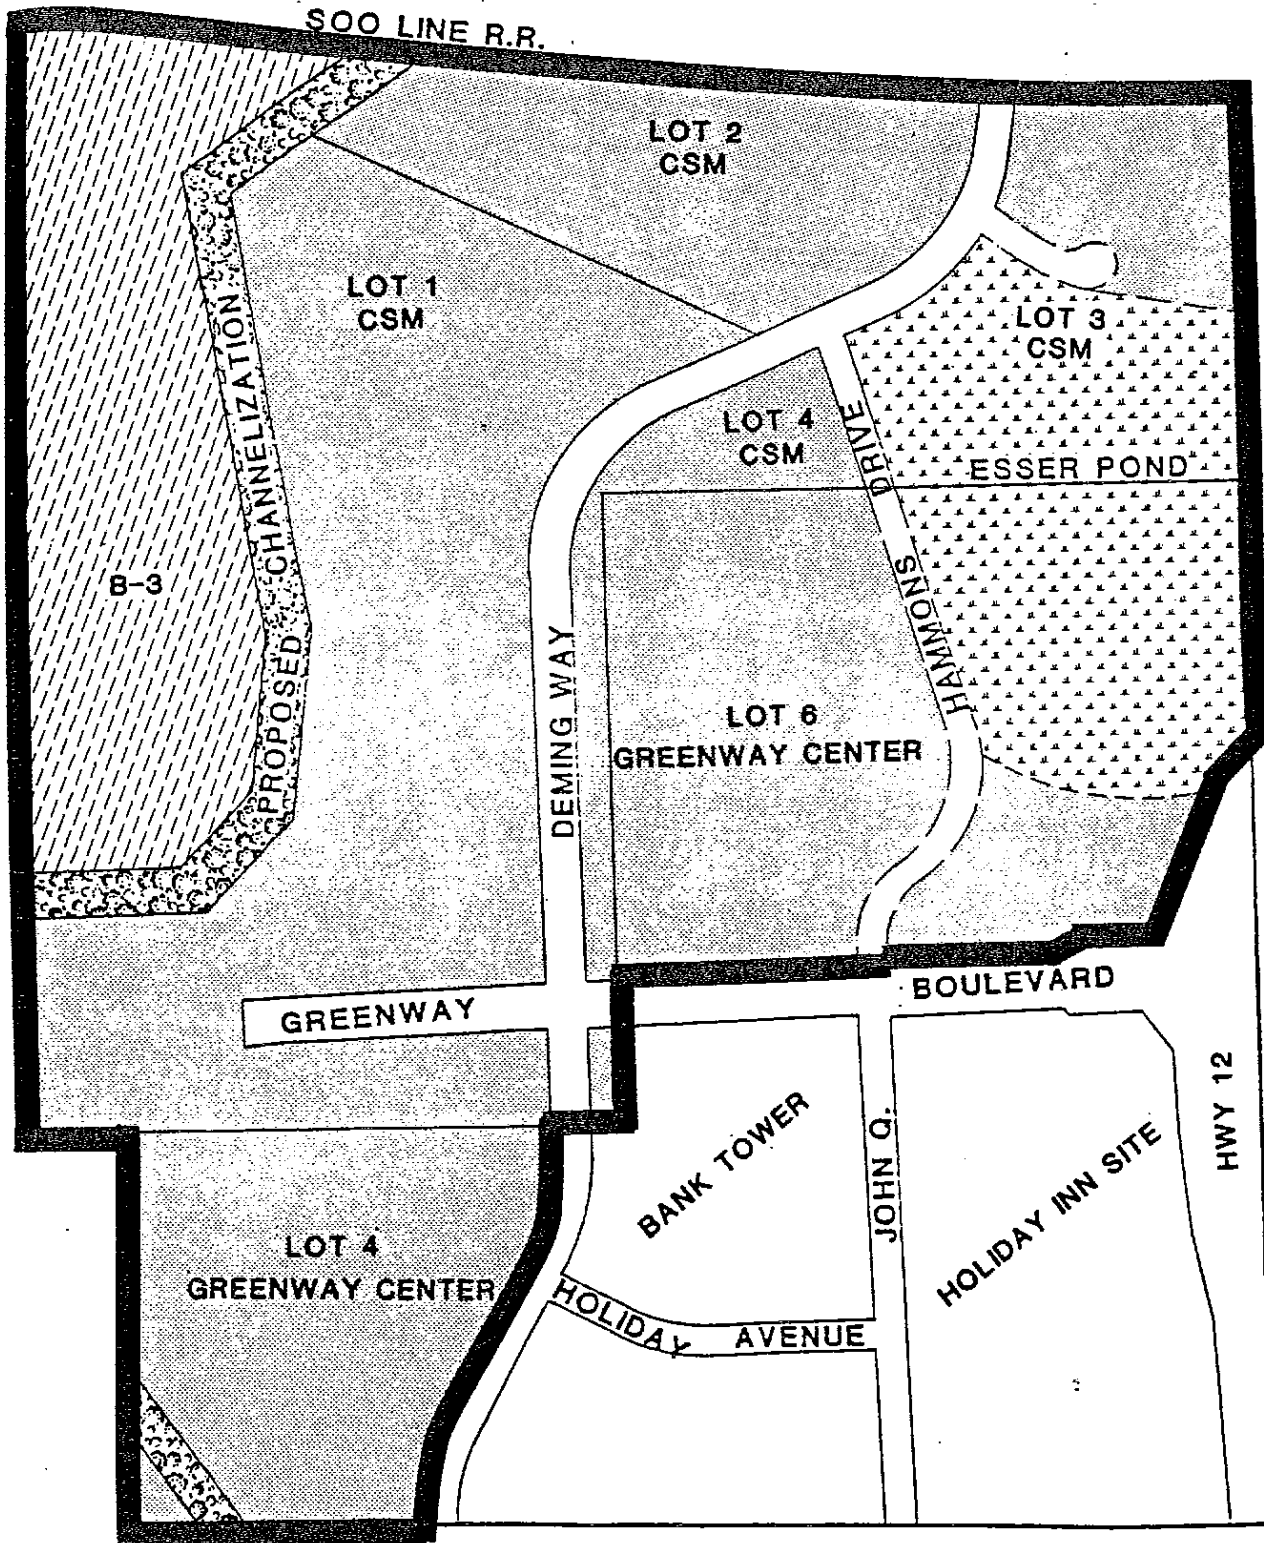 SOO LINE R.R.
LOT 2
CSM
LOT 1
CSM
LOT 3
CSM
LOT 4
CSM
ESSER POND
B-3
PROPOSED CHANNELIZATION
DEMING WAY
HAMMONS DRIVE
LOT 6
GREENWAY CENTER
GREENWAY
BOULEVARD
BANK TOWER
JOHN Q.
HOLIDAY INN SITE
HWY 12
LOT 4
GREENWAY CENTER
HOLIDAY AVENUE